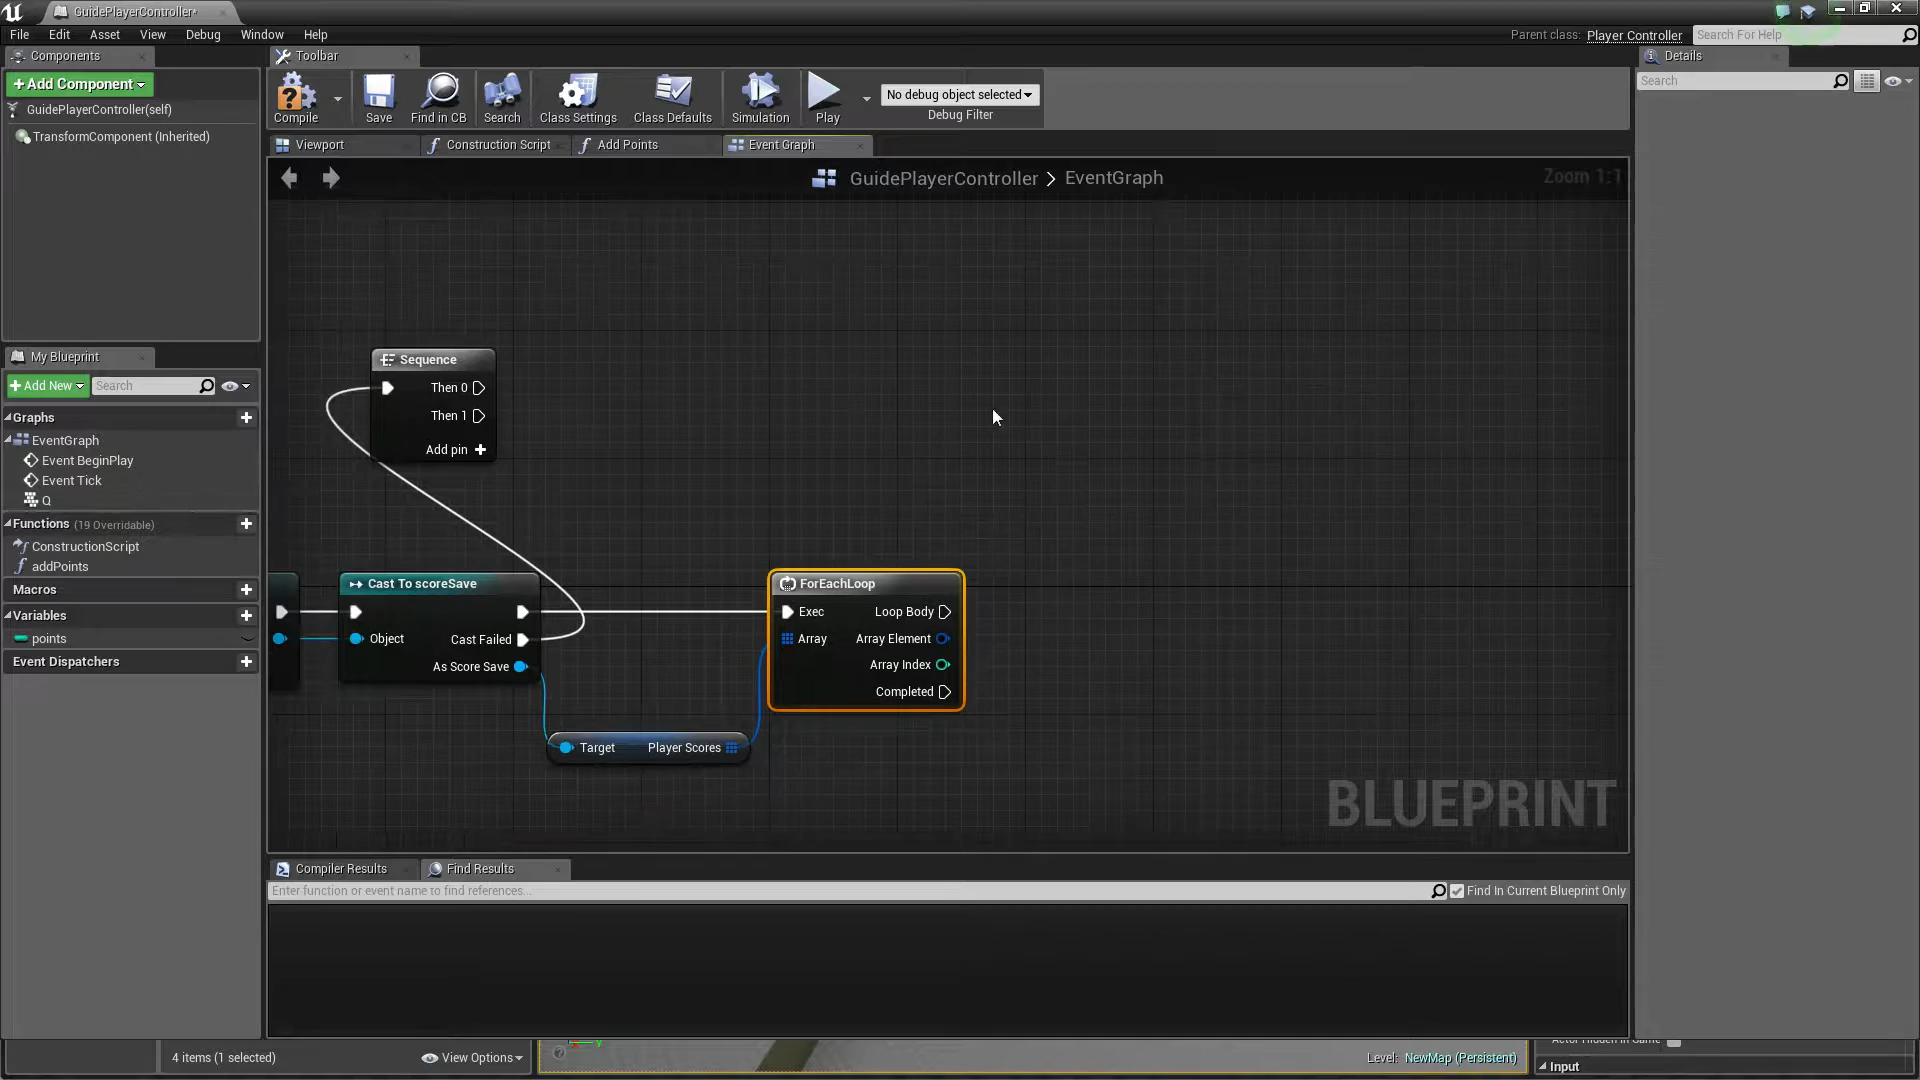 GuidePlayerController*
File Edit Asset View Debug Window Help
Parent class: Player Controller
Search For Help
Components
Toolbar
Details
+Add Component
Search
GuidePlayerController(self)
TransformComponent (Inherited)
Compile
Save
Find in CB
Search
Class Settings
Class Defaults
Simulation
Play
No debug object selected
Debug Filter
Viewport
Construction Script
Add Points
Event Graph
GuidePlayerController > EventGraph
Zoom 1:1
My Blueprint
+Add New
Search
Graphs
EventGraph
Event BeginPlay
Event Tick
Q
Functions (19 Overridable)
ConstructionScript
addPoints
Macros
Variables
points
Event Dispatchers
Sequence
Then 0
Then 1
Add pin +
Cast To scoreSave
Object
Cast Failed
As Score Save
ForEachLoop
Exec
Loop Body
Array
Array Element
Array Index
Completed
Target
Player Scores
BLUEPRINT
Compiler Results
Find Results
Enter function or event name to find references...
Find In Current Blueprint Only
4 items (1 selected)
View Options
Level: NewMap (Persistent)
Actor Hidden In Game
Input